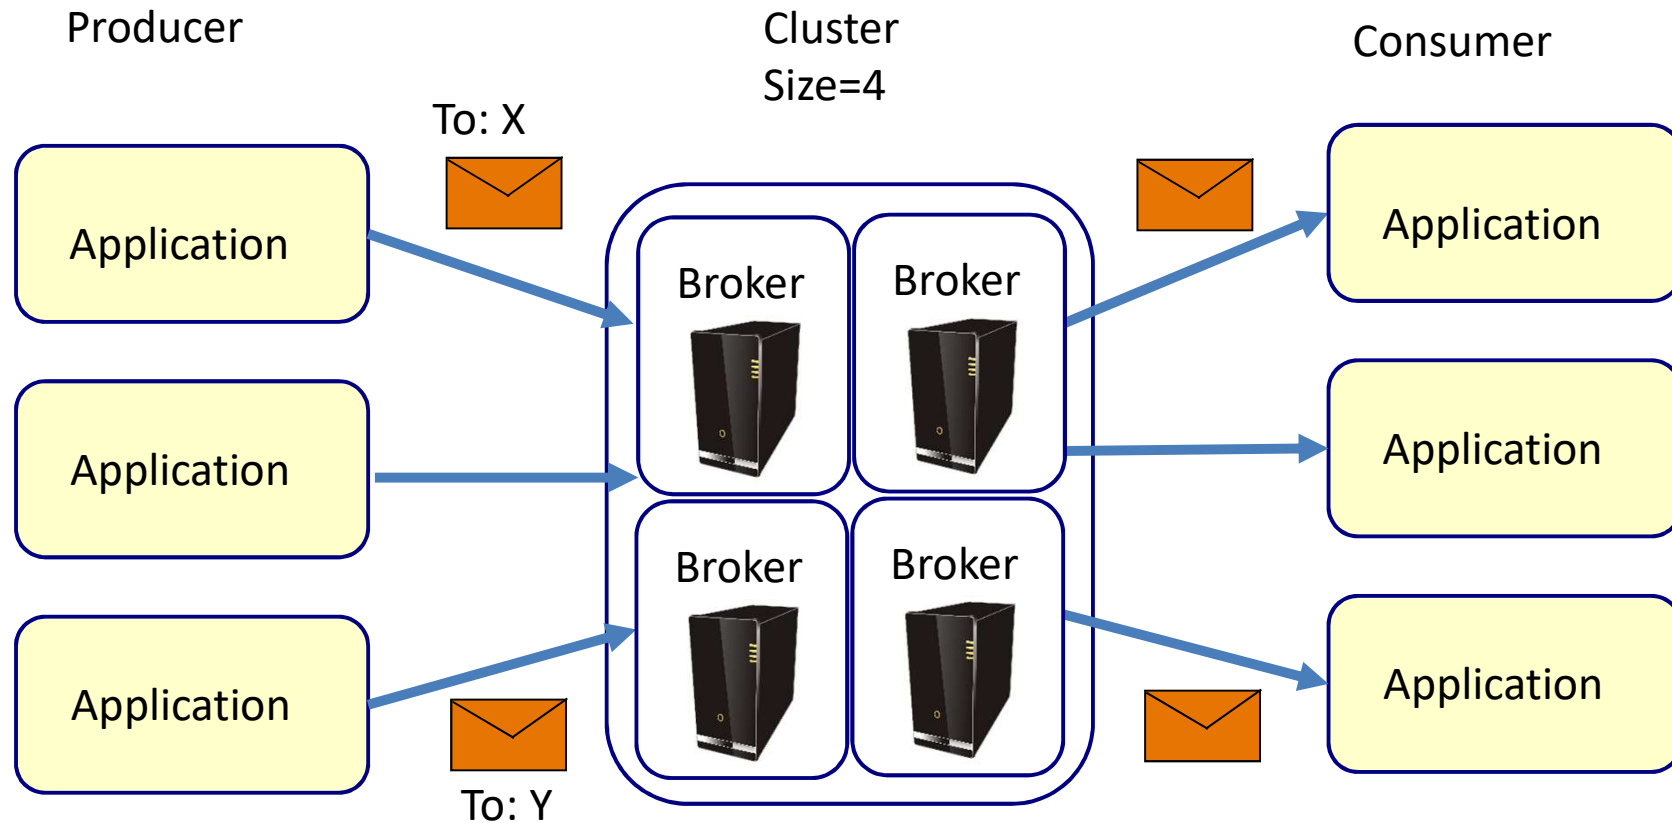 Producer
Cluster
Size=4
Consumer
To: X
Application
Broker
Broker
Application
Application
Application
Broker
Broker
Application
Application
To: Y